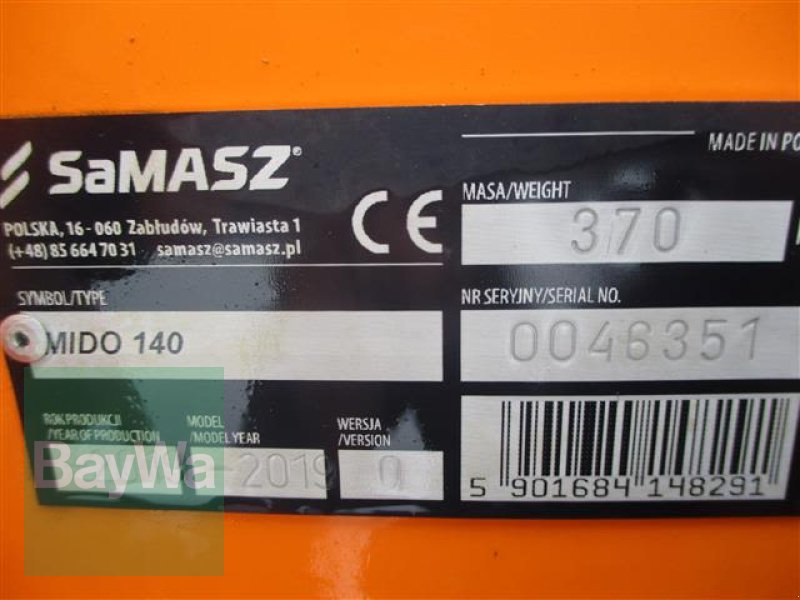 SaMASZ®
POLSKA, 16-060 Zabłudów, Trawiasta 1
(+48) 85 664 70 31 samasz@samasz.pl
CE
MADE IN PO
MASA/WEIGHT
370
SYMBOL/TYPE
MIDO 140
NR SERYJNY/SERIAL NO.
0046351
ROK PRODUKCJI
/YEAR OF PRODUCTION
MODEL
/MODEL YEAR
2019
WERSJA
/VERSION
0
BayWa
5 901684 148291